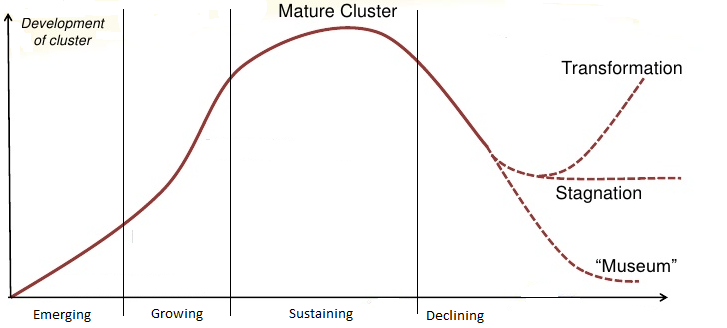 Mature Cluster
Development
of cluster
Transformation
Stagnation
“Museum”
Emerging
Growing
Sustaining
Declining